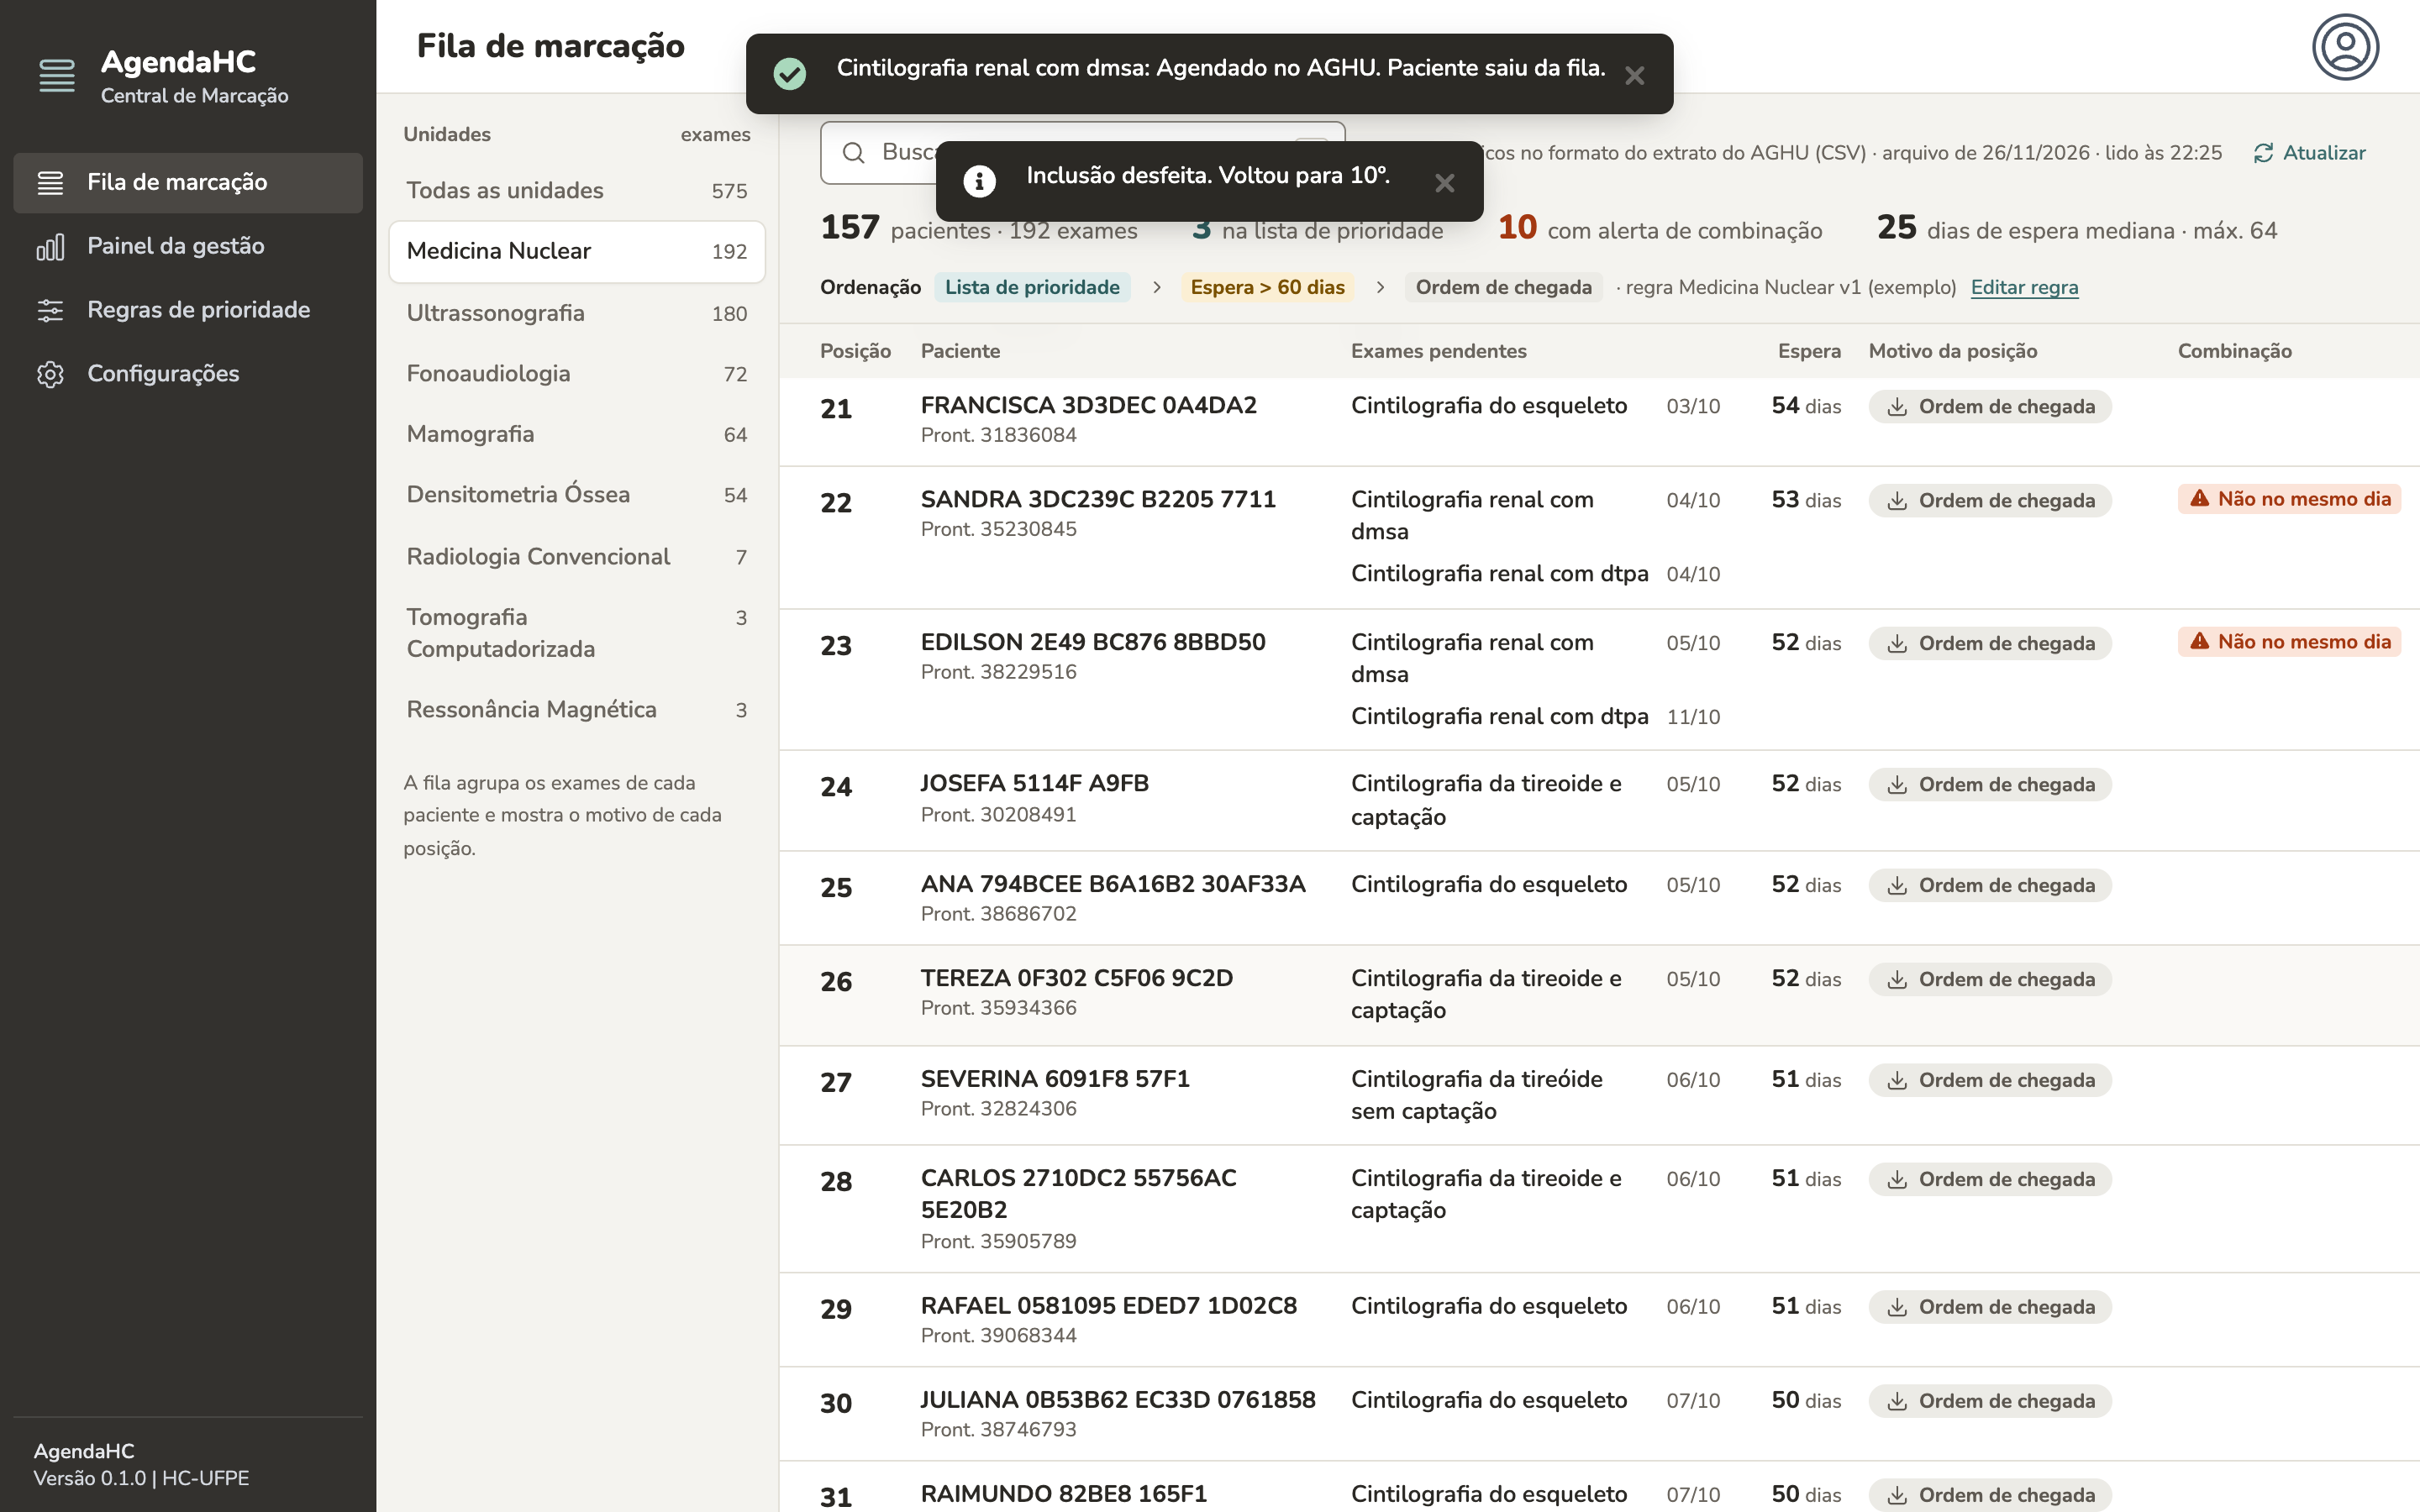 AgendaHC
Central de Marcação
Fila de marcação
Painel da gestão
Regras de prioridade
Configurações
AgendaHC
Versão 0.1.0 | HC-UFPE
Fila de marcação
Cintilografia renal com dmsa: Agendado no AGHU. Paciente saiu da fila.
Inclusão desfeita. Voltou para 10º.
Unidades exames
Todas as unidades 575
Medicina Nuclear 192
Ultrassonografia 180
Fonoaudiologia 72
Mamografia 64
Densitometria Óssea 54
Radiologia Convencional 7
Tomografia
Computadorizada 3
Ressonância Magnética 3
A fila agrupa os exames de cada
paciente e mostra o motivo de cada
posição.
no formato do extrato do AGHU (CSV) · arquivo de 26/11/2026 · lido às 22:25 Atualizar
157 pacientes · 192 exames 3 na lista de prioridade 10 com alerta de combinação 25 dias de espera mediana · máx. 64
Ordenação Lista de prioridade > Espera > 60 dias > Ordem de chegada · regra Medicina Nuclear v1 (exemplo) Editar regra
Posição Paciente Exames pendentes Espera Motivo da posição Combinação
21 FRANCISCA 3D3DEC 0A4DA2 Cintilografia do esqueleto 03/10 54 dias Ordem de chegada
Pront. 31836084
22 SANDRA 3DC239C B2205 7711 Cintilografia renal com 04/10 53 dias Ordem de chegada Não no mesmo dia
Pront. 35230845 dmsa
Cintilografia renal com dtpa 04/10
23 EDILSON 2E49 BC876 8BBD50 Cintilografia renal com 05/10 52 dias Ordem de chegada Não no mesmo dia
Pront. 38229516 dmsa
Cintilografia renal com dtpa 11/10
24 JOSEFA 5114F A9FB Cintilografia da tireoide e 05/10 52 dias Ordem de chegada
Pront. 30208491 captação
25 ANA 794BCEE B6A16B2 30AF33A Cintilografia do esqueleto 05/10 52 dias Ordem de chegada
Pront. 38686702
26 TEREZA 0F302 C5F06 9C2D Cintilografia da tireoide e 05/10 52 dias Ordem de chegada
Pront. 35934366 captação
27 SEVERINA 6091F8 57F1 Cintilografia da tireóide 06/10 51 dias Ordem de chegada
Pront. 32824306 sem captação
28 CARLOS 2710DC2 55756AC Cintilografia da tireoide e 06/10 51 dias Ordem de chegada
5E20B2 captação
Pront. 35905789
29 RAFAEL 0581095 EDED7 1D02C8 Cintilografia do esqueleto 06/10 51 dias Ordem de chegada
Pront. 39068344
30 JULIANA 0B53B62 EC33D 0761858 Cintilografia do esqueleto 07/10 50 dias Ordem de chegada
Pront. 38746793
31 RAIMUNDO 82BE8 165F1 Cintilografia do esqueleto 07/10 50 dias Ordem de chegada